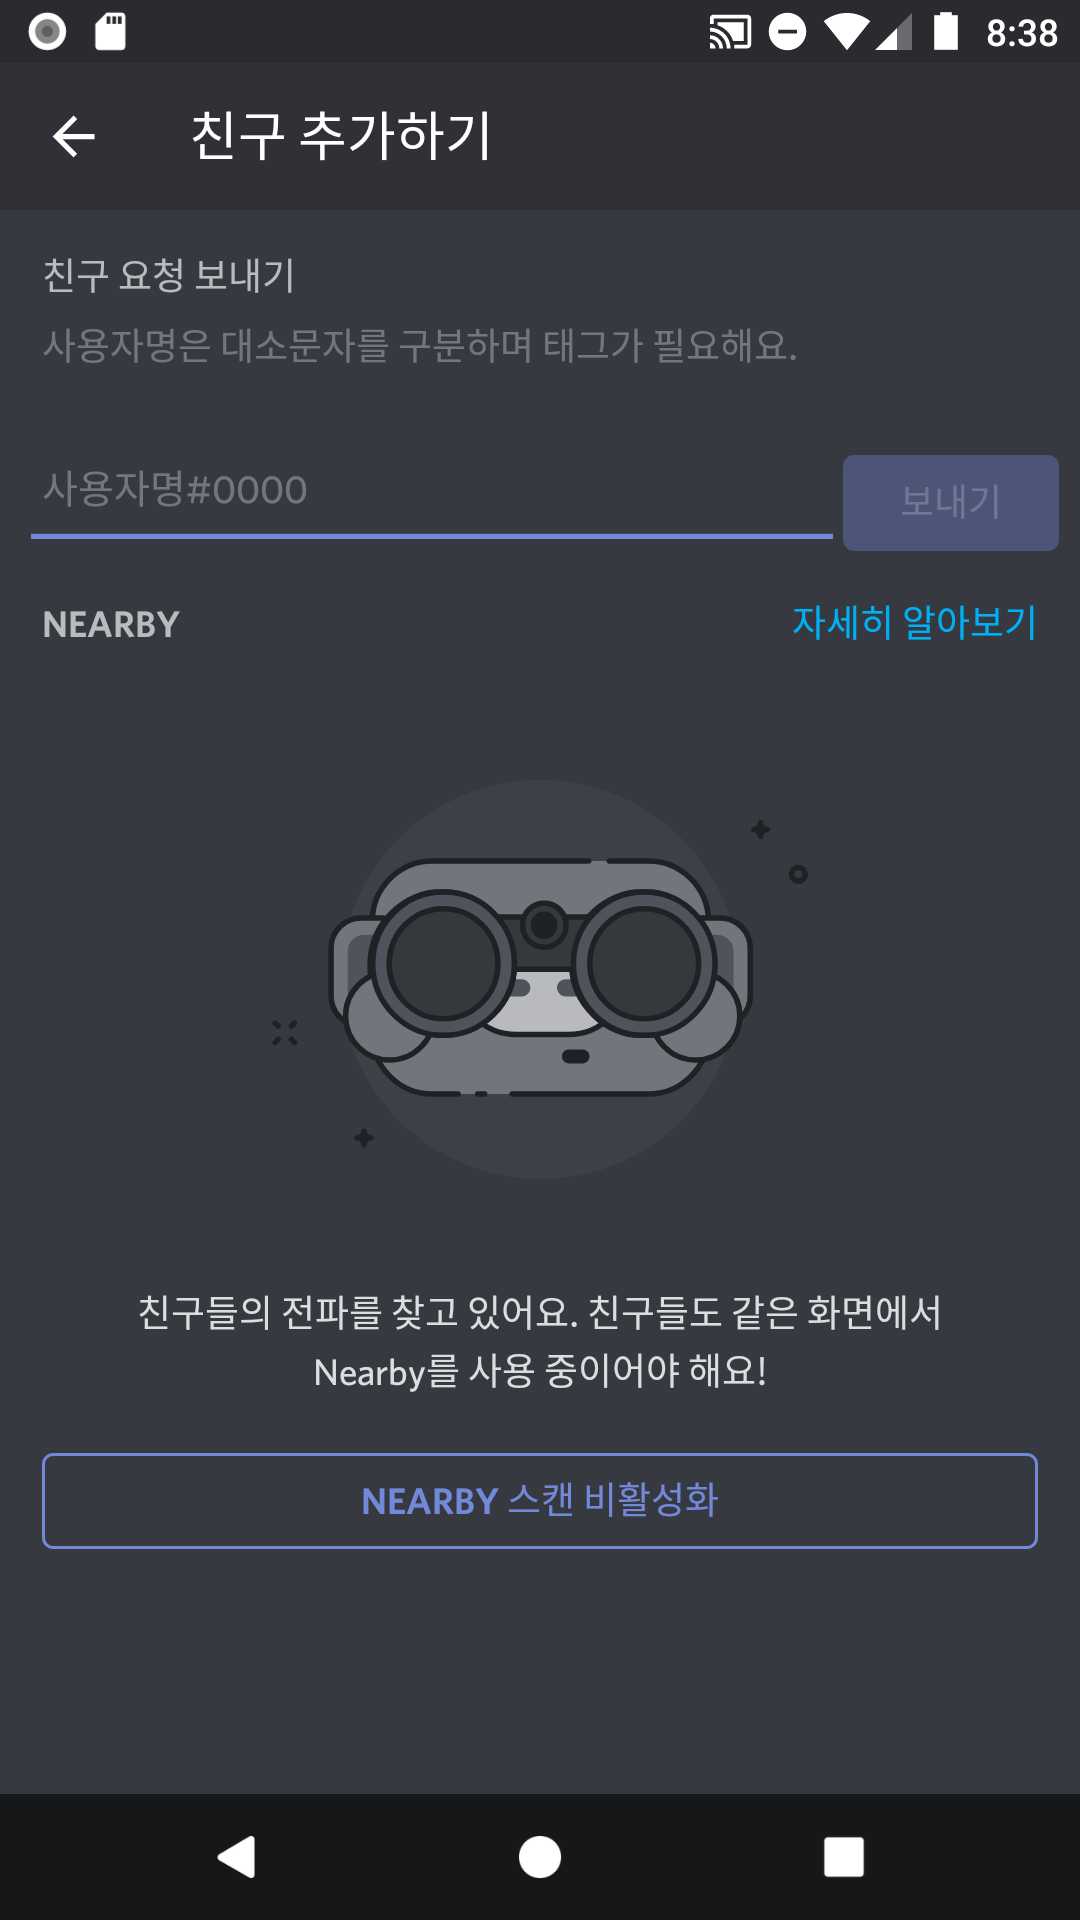 8:38
친구 추가하기
친구 요청 보내기
사용자명은 대소문자를 구분하며 태그가 필요해요.
사용자명#0000
보내기
NEARBY
자세히 알아보기
친구들의 전파를 찾고 있어요. 친구들도 같은 화면에서
Nearby를 사용 중이어야 해요!
NEARBY 스캔 비활성화